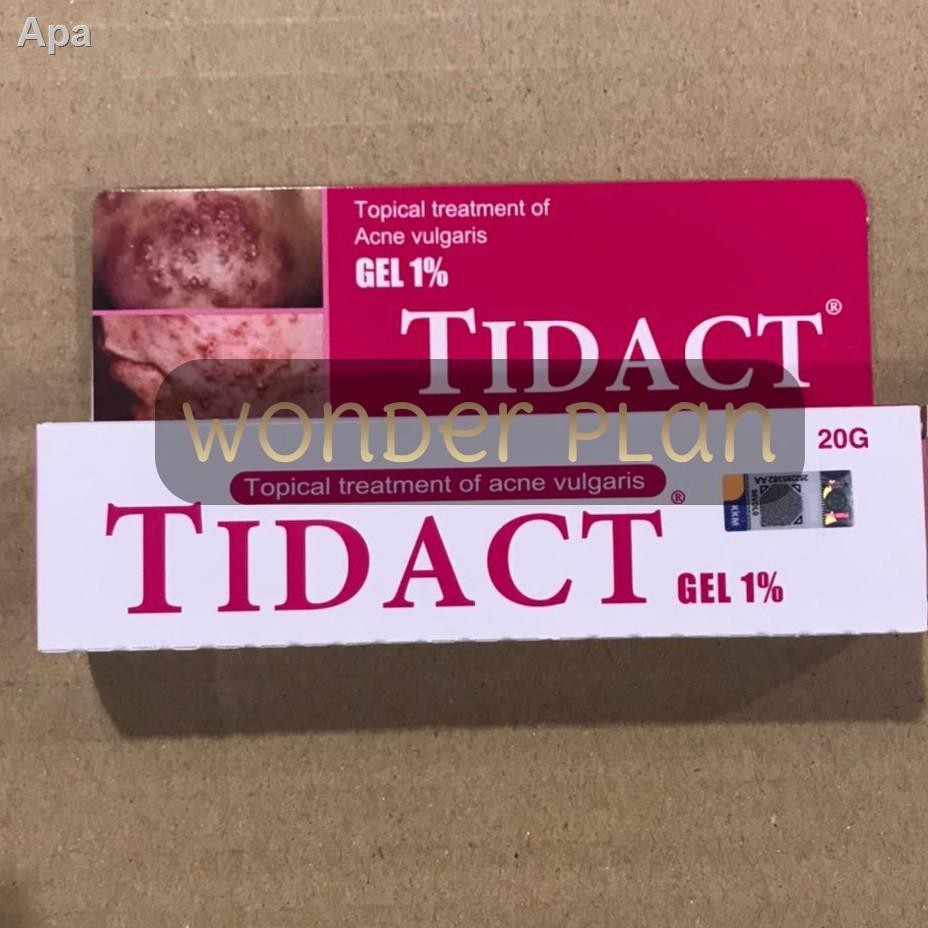 Apa
Topical treatment of
Acne vulgaris
GEL 1%
TIDACT®
wonder plan
20G
Topical treatment of acne vulgaris
TIDACT®
GEL 1%
KKM